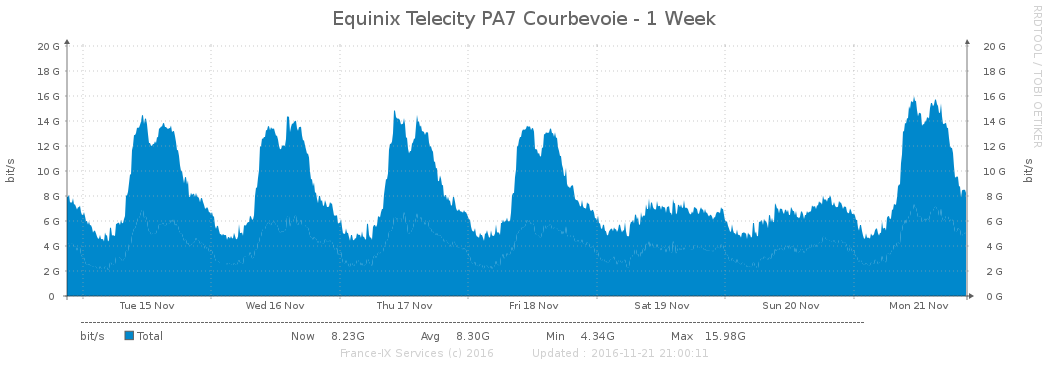 Equinix Telecity PA7 Courbevoie - 1 Week
RRDTOOL / TOBI OETIKER
bit/s
20 G 20 G
18 G 18 G
16 G 16 G
14 G 14 G
12 G 12 G
10 G 10 G
8 G 8 G
6 G 6 G
4 G 4 G
2 G 2 G
0 0 G
bit/s
Tue 15 Nov Wed 16 Nov Thu 17 Nov Fri 18 Nov Sat 19 Nov Sun 20 Nov Mon 21 Nov
bit/s Total Now 8.23G Avg 8.30G Min 4.34G Max 15.98G
France-IX Services (c) 2016 Updated : 2016-11-21 21:00:11